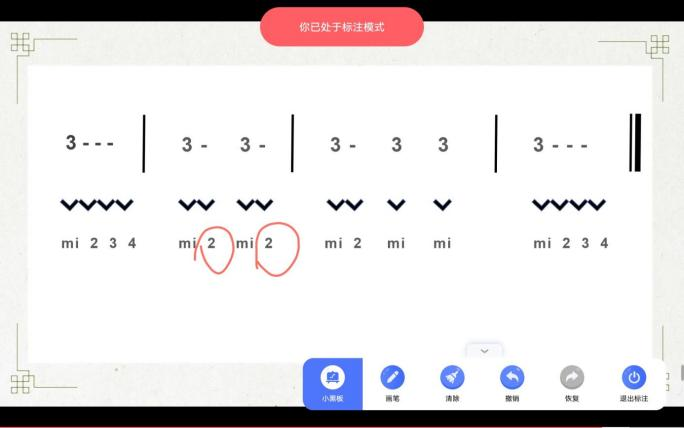 你已处于标注模式
3 - - - | 3 - 3 - | 3 - 3 3 | 3 - - -
mi 2 3 4 mi 2 mi 2 mi 2 mi mi mi 2 3 4
小黑板 画笔 清除 撤销 恢复 退出标注